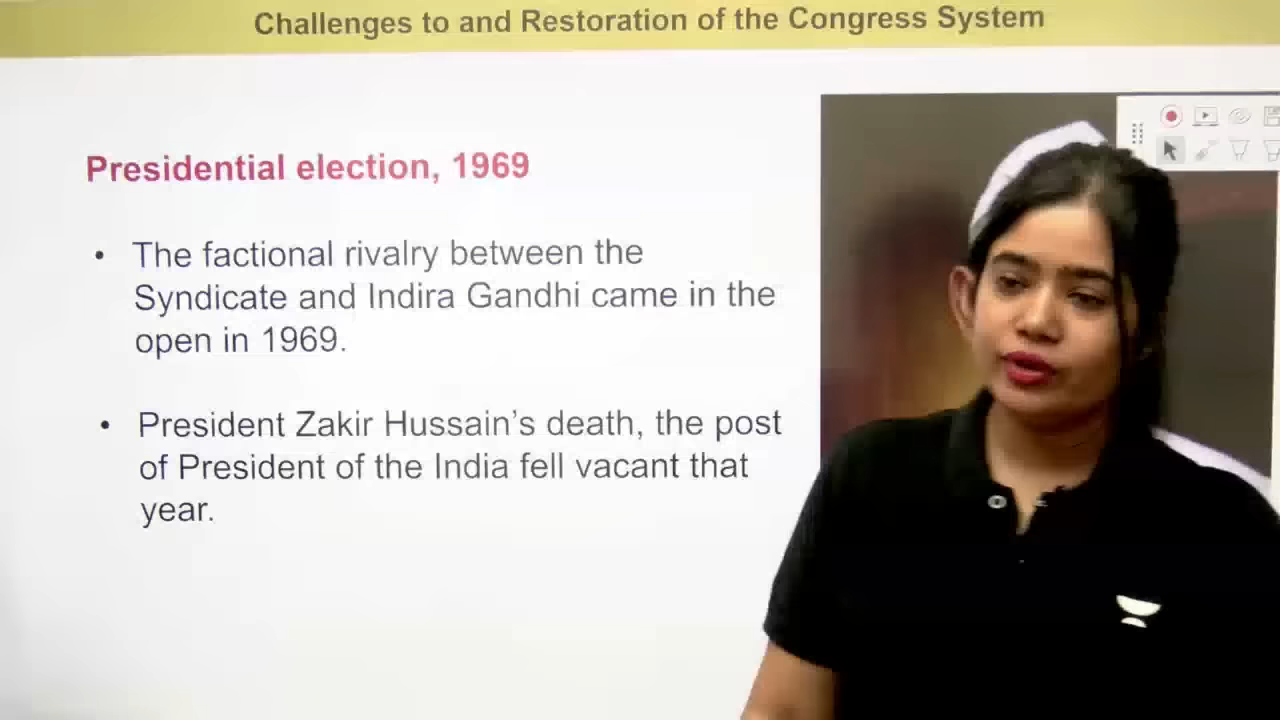 Challenges to and Restoration of the Congress System
Presidential election, 1969
• The factional rivalry between the
Syndicate and Indira Gandhi came in the
open in 1969.
• President Zakir Hussain’s death, the post
of President of the India fell vacant that
year.